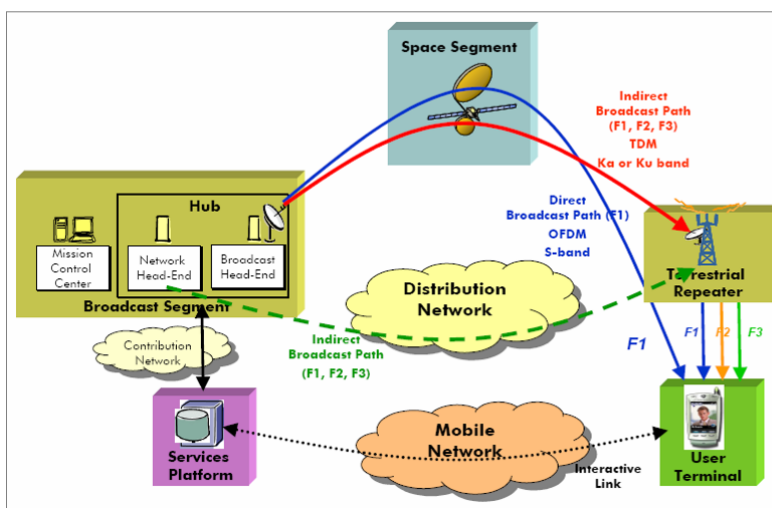 Space Segment
Indirect
Broadcast Path
(F1, F2, F3)
TDM
Ka or Ku band
Hub
Mission
Control
Center
Network
Head-End
Broadcast
Head-End
Broadcast Segment
Direct
Broadcast Path (F1)
OFDM
S-band
Terrestrial
Repeater
Distribution
Network
Contribution
Network
Indirect
Broadcast Path
(F1, F2, F3)
F1
F1
F2
F3
Services
Platform
Mobile
Network
Interactive
Link
User
Terminal